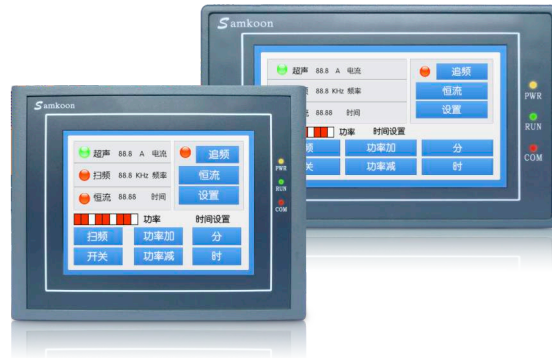 Samkoon
超声 88.8 A 电流
追频
88.8 KHz 频率
恒流
88.88 时间
设置
功率 时间设置
频 功率加 分
关 功率减 时
PWR
RUN
COM
Samkoon
超声 88.8 A 电流
追频
扫频 88.8 KHz 频率
恒流
恒流 88.88 时间
设置
功率 时间设置
扫频 功率加 分
开关 功率减 时
PWR
RUN
COM